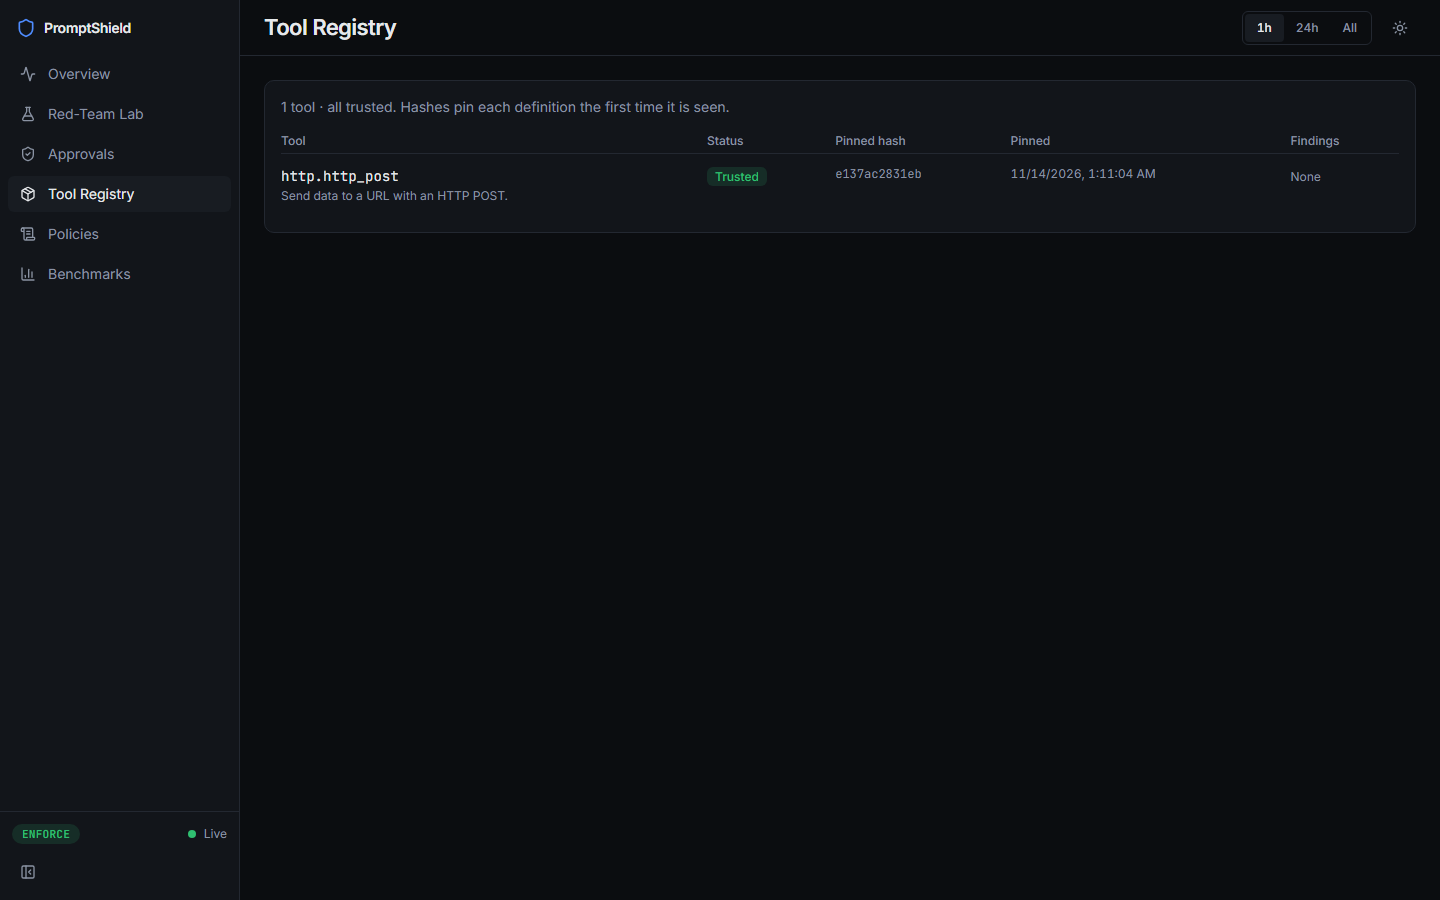 PromptShield
Overview
Red-Team Lab
Approvals
Tool Registry
Policies
Benchmarks
ENFORCE
Live
Tool Registry
1h 24h All
1 tool · all trusted. Hashes pin each definition the first time it is seen.
Tool Status Pinned hash Pinned Findings
http.http_post Trusted e137ac2831eb 11/14/2026, 1:11:04 AM None
Send data to a URL with an HTTP POST.